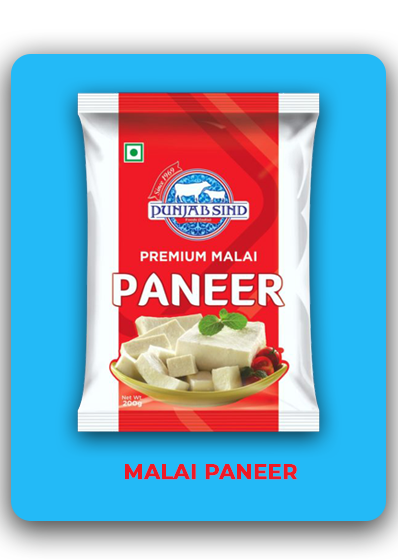 Since 1969
PUNJAB SIND
PREMIUM MALAI
PANEER
Net Wt.
200g
MALAI PANEER